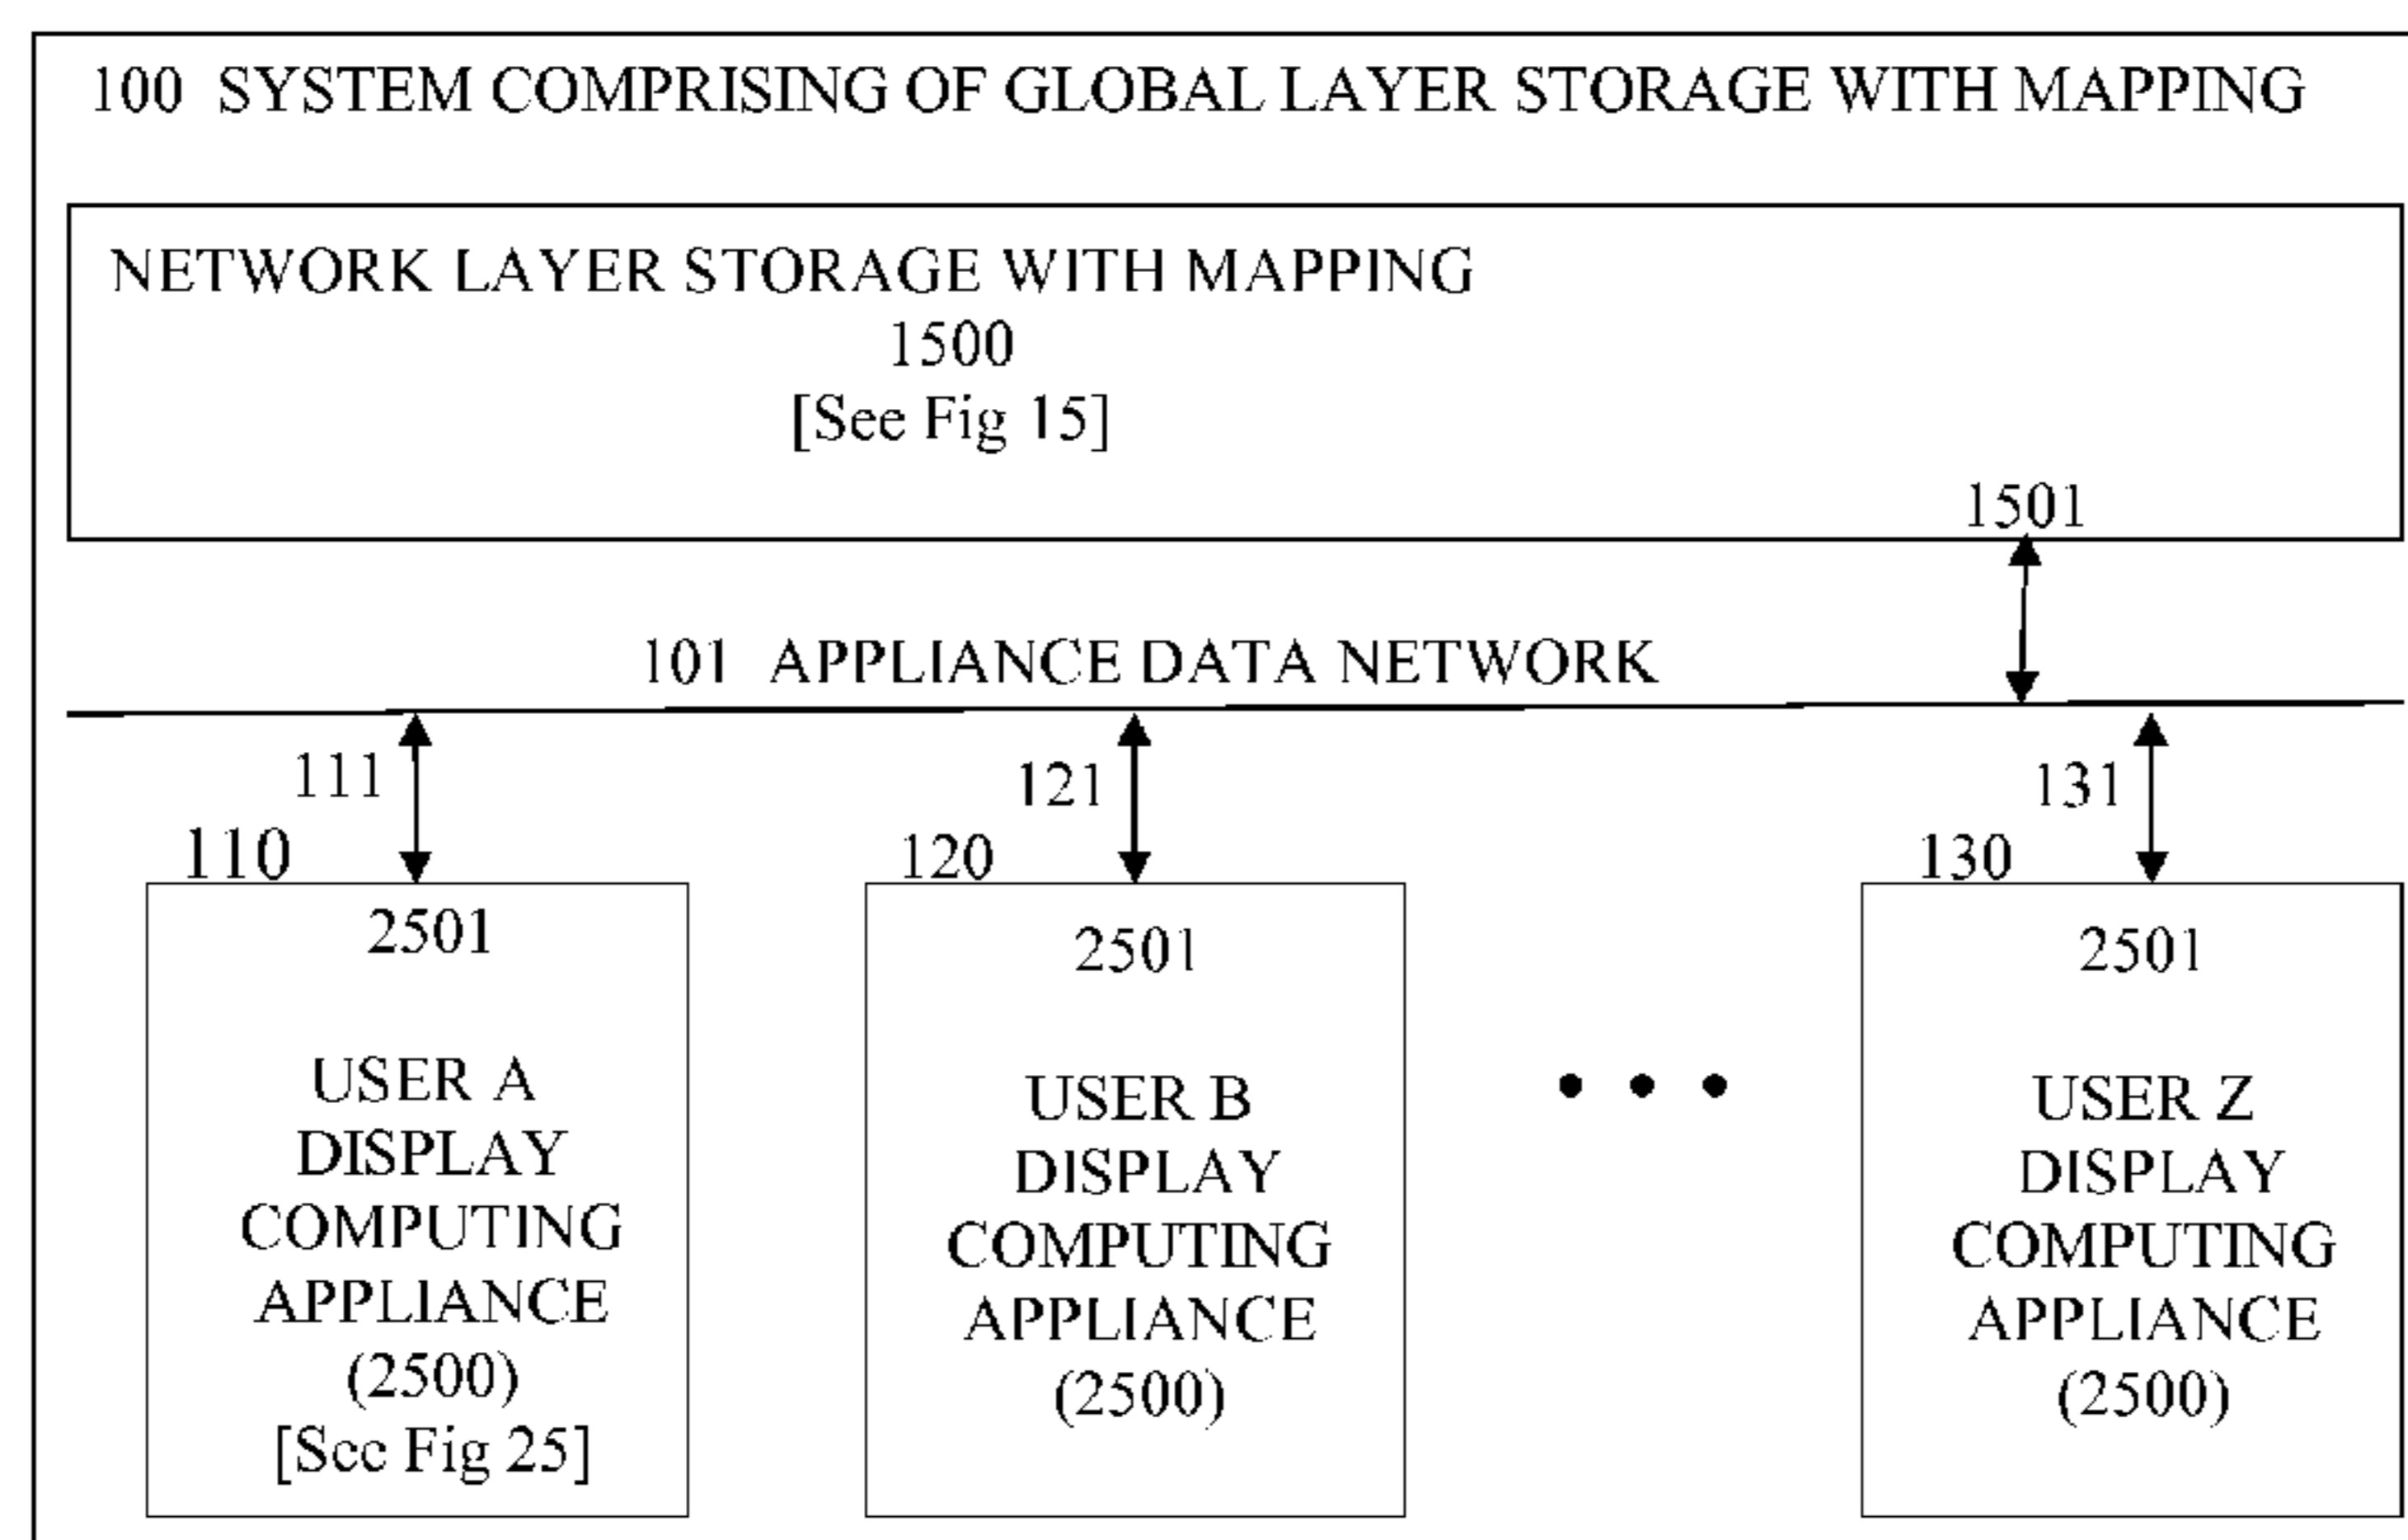 100 SYSTEM COMPRISING OF GLOBAL LAYER STORAGE WITH MAPPING
NETWORK LAYER STORAGE WITH MAPPING
1500
[See Fig 15]
1501
101 APPLIANCE DATA NETWORK
111
121
131
110
120
130
2501
USER A
DISPLAY
COMPUTING
APPLIANCE
(2500)
[See Fig 25]
2501
USER B
DISPLAY
COMPUTING
APPLIANCE
(2500)
• • •
2501
USER Z
DISPLAY
COMPUTING
APPLIANCE
(2500)